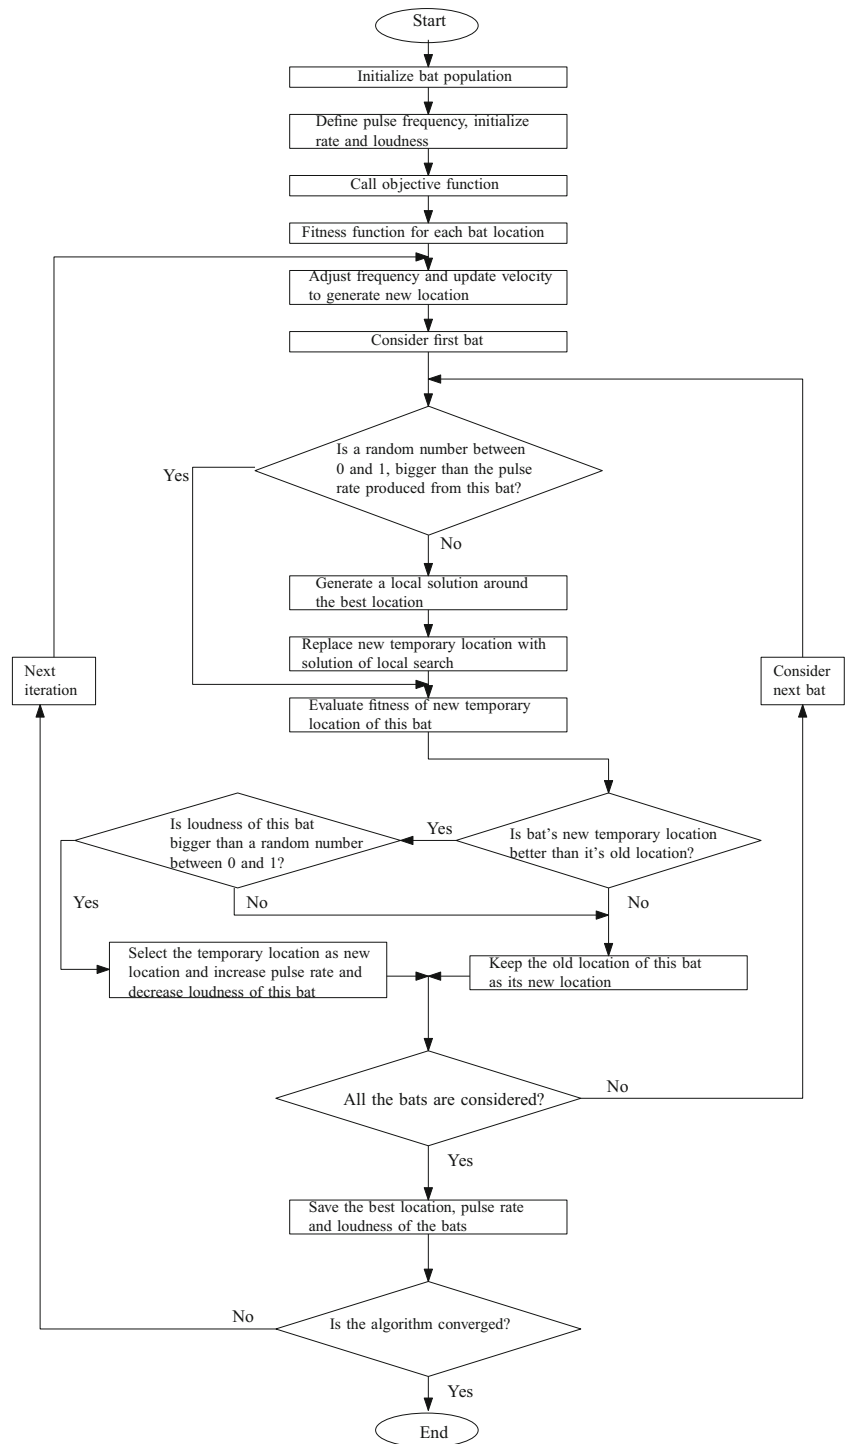 Start
Initialize bat population
Define pulse frequency, initialize
rate and loudness
Call objective function
Fitness function for each bat location
Adjust frequency and update velocity
to generate new location
Consider first bat
Is a random number between
0 and 1, bigger than the pulse
rate produced from this bat?
Yes
No
Generate a local solution around
the best location
Replace new temporary location with
solution of local search
Next
iteration
Consider
next bat
Evaluate fitness of new temporary
location of this bat
Is loudness of this bat
bigger than a random number
between 0 and 1?
Yes
Is bat's new temporary location
better than it's old location?
Yes
No
No
Select the temporary location as new
location and increase pulse rate and
decrease loudness of this bat
Keep the old location of this bat
as its new location
All the bats are considered?
No
Yes
Save the best location, pulse rate
and loudness of the bats
Is the algorithm converged?
No
Yes
End